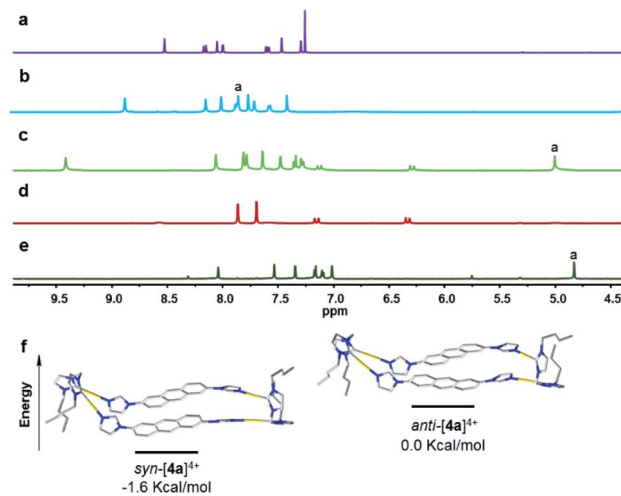 a
b
a
c
a
d
e
a
9.5 9.0 8.5 8.0 7.5 7.0 6.5 6.0 5.5 5.0 4.5
ppm
f
Energy
syn-[4a]4+
-1.6 Kcal/mol
anti-[4a]4+
0.0 Kcal/mol